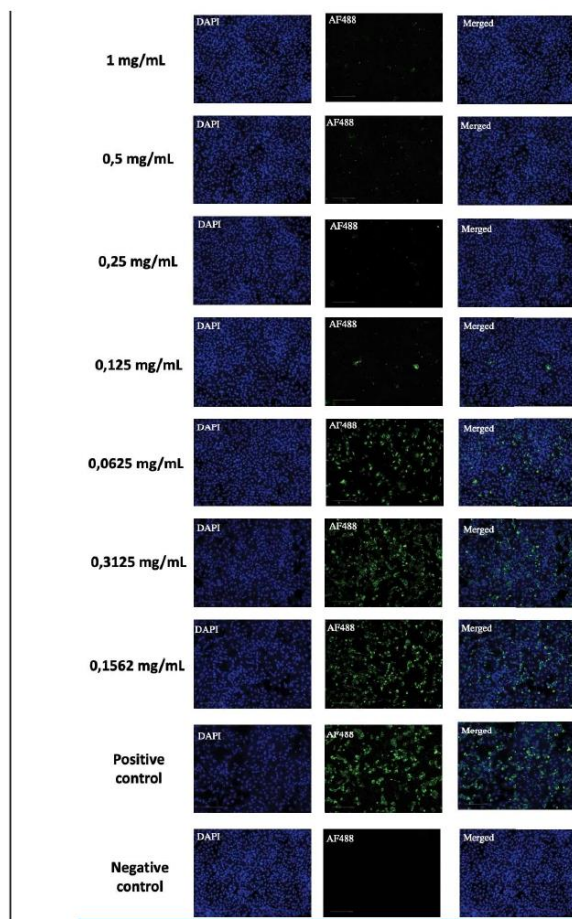 DAPI AF488 Merged
1 mg/mL
DAPI AF488 Merged
0,5 mg/mL
DAPI AF488 Merged
0,25 mg/mL
DAPI AF488 Merged
0,125 mg/mL
DAPI AF488 Merged
0,0625 mg/mL
DAPI AF488 Merged
0,3125 mg/mL
DAPI AF488 Merged
0,1562 mg/mL
DAPI AF488 Merged
Positive
control
DAPI AF488 Merged
Negative
control